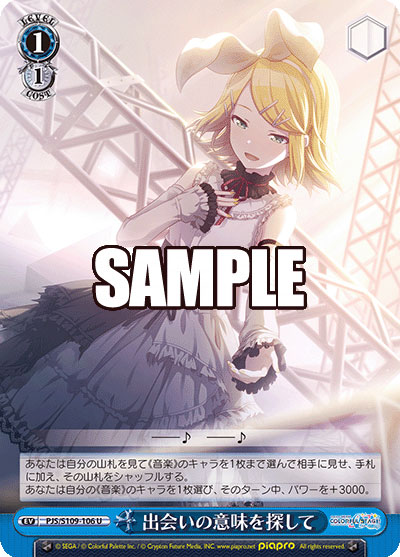 LEVEL
1
1
COST
SAMPLE
——♪ ——♪
あなたは自分の山札を見て《音楽》のキャラを1枚まで選んで相手に見せ、手札
に加え、その山札をシャッフルする。
あなたは自分の《音楽》のキャラを1枚選び、そのターン中、パワーを+3000。
EV PJS/S109-106 U 出会いの意味を探して
COLORFUL STAGE
© SEGA / © Colorful Palette Inc. / © Crypton Future Media, INC. www.piapro.net piapro All rights reserved.